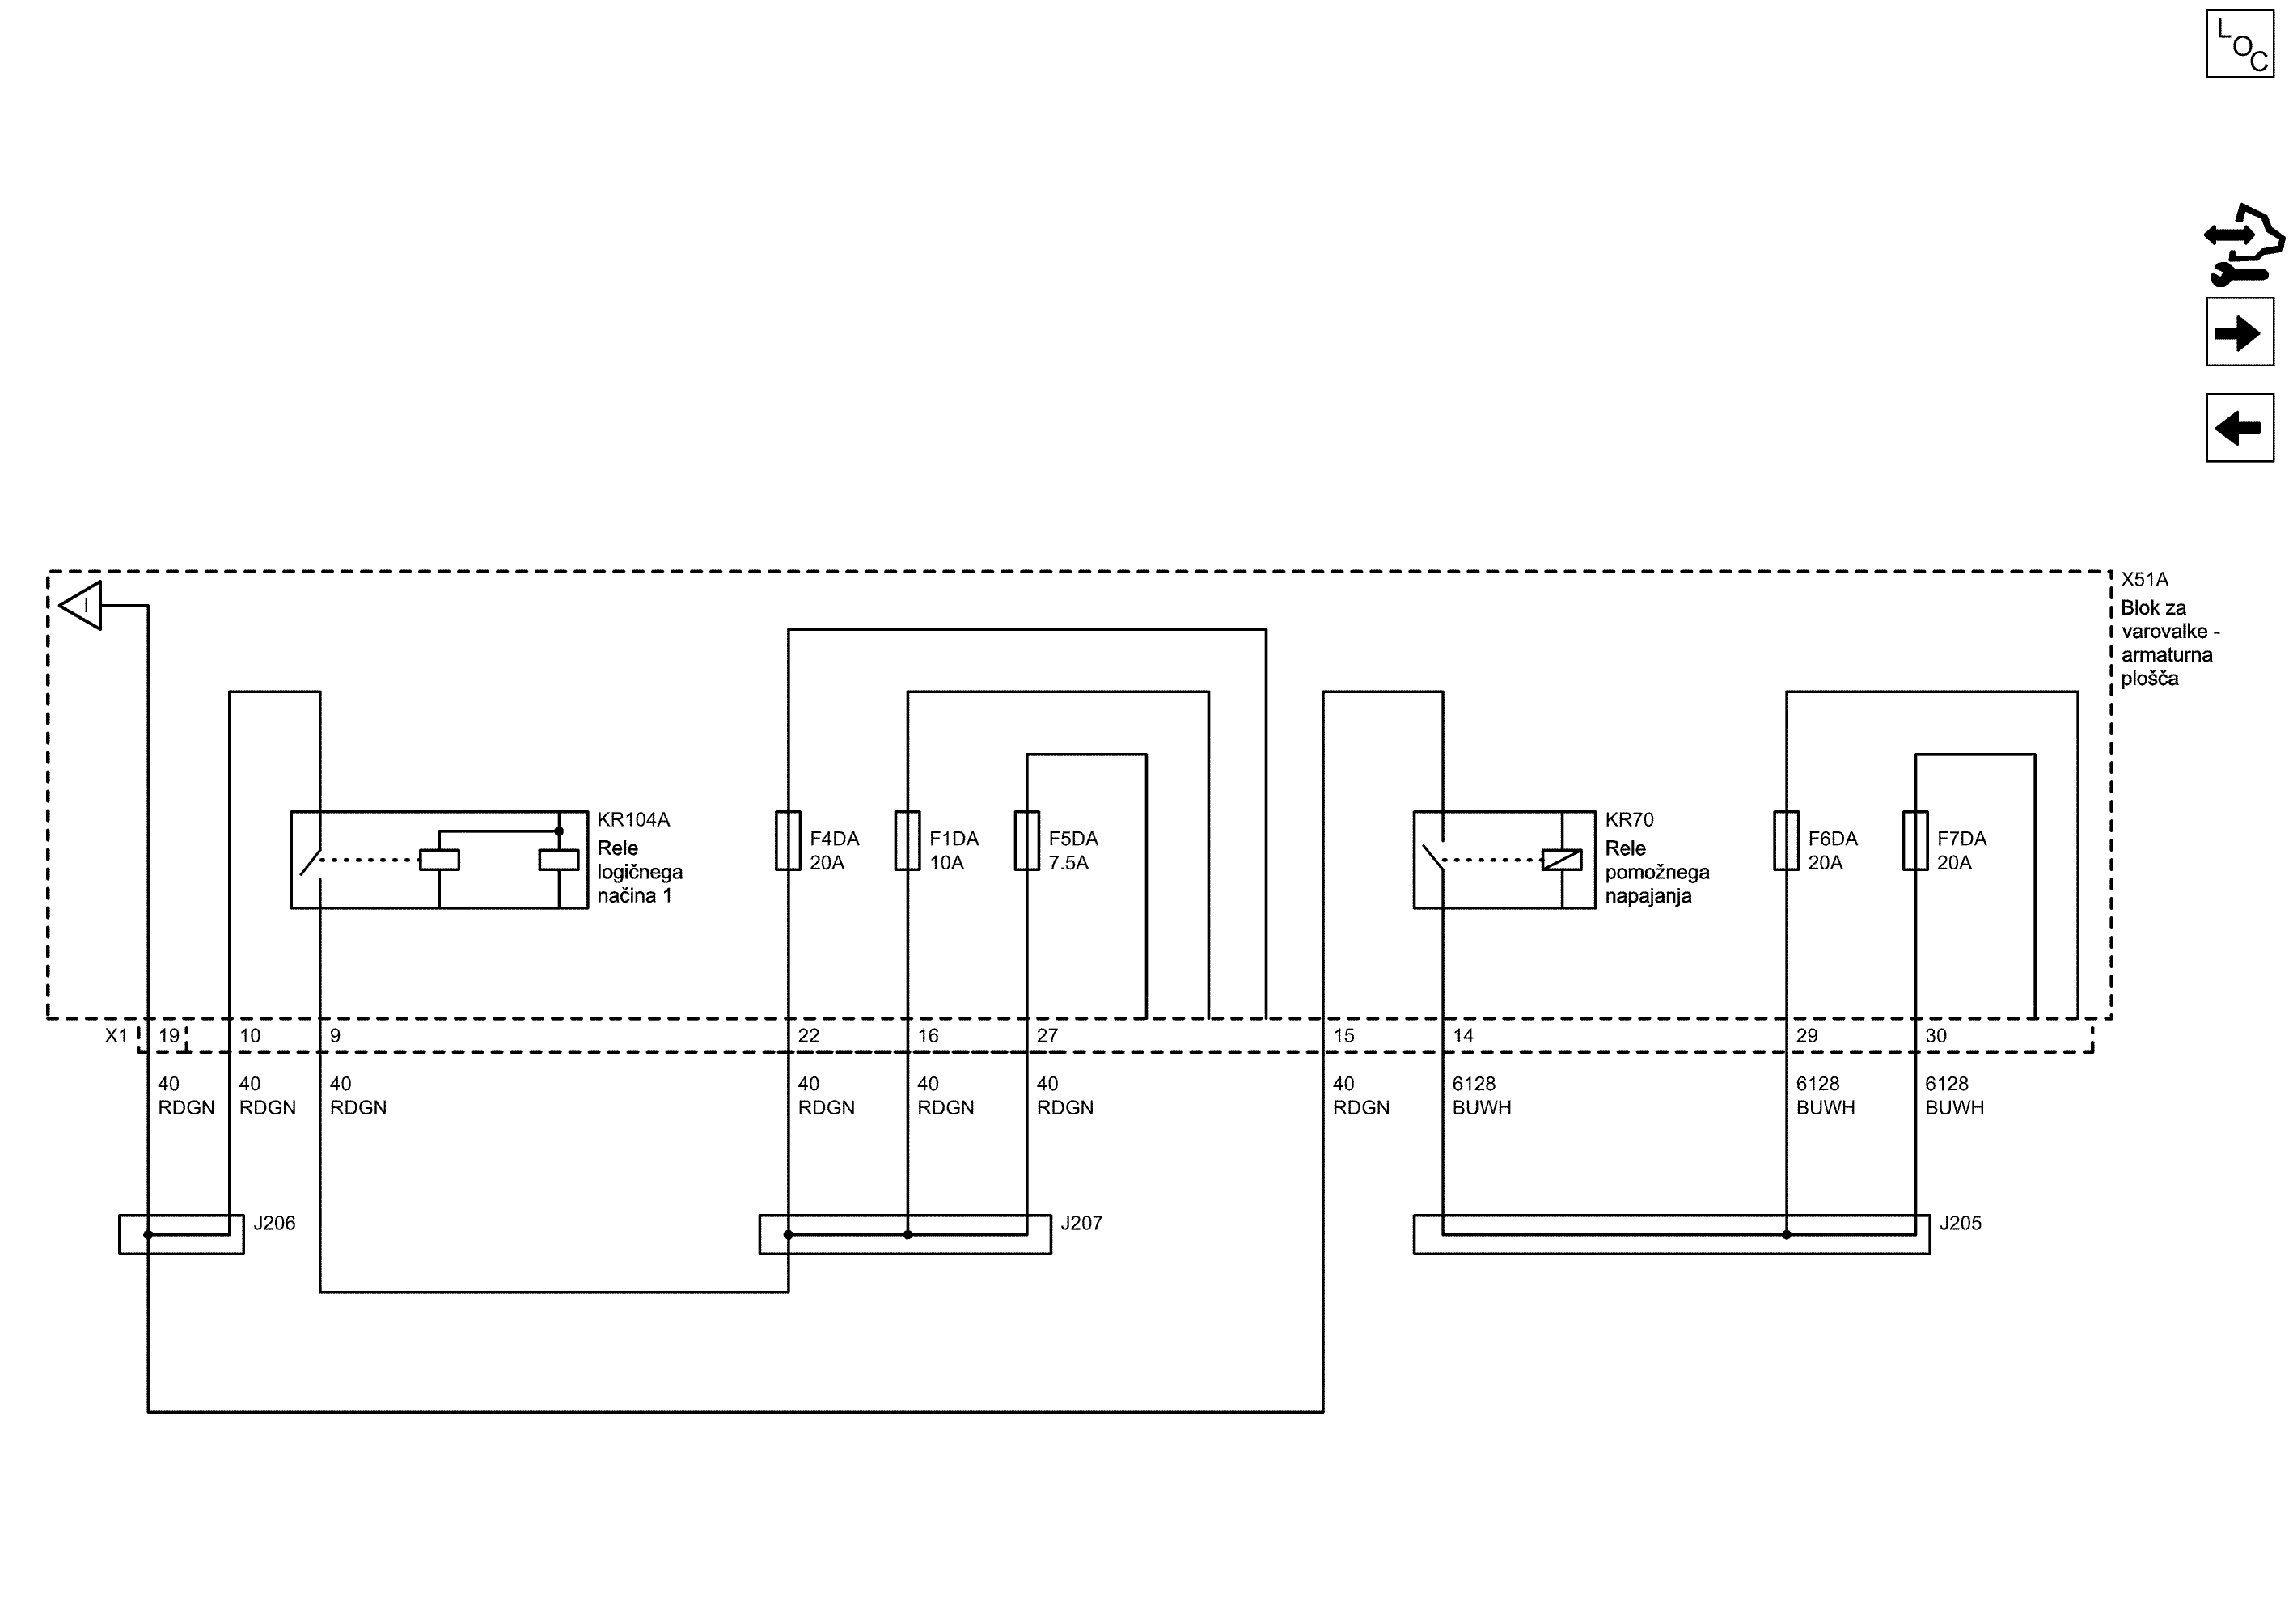 LOC
X51A
Blok za
varovalke -
armaturna
plošča
I
KR104A
Rele
logičnega
načina 1
F4DA
20A
F1DA
10A
F5DA
7.5A
KR70
Rele
pomožnega
napajanja
F6DA
20A
F7DA
20A
X1 19 10 9 22 16 27 15 14 29 30
40 40 40 40 40 40 40 6128 6128 6128
RDGN RDGN RDGN RDGN RDGN RDGN RDGN BUWH BUWH BUWH
J206 J207 J205